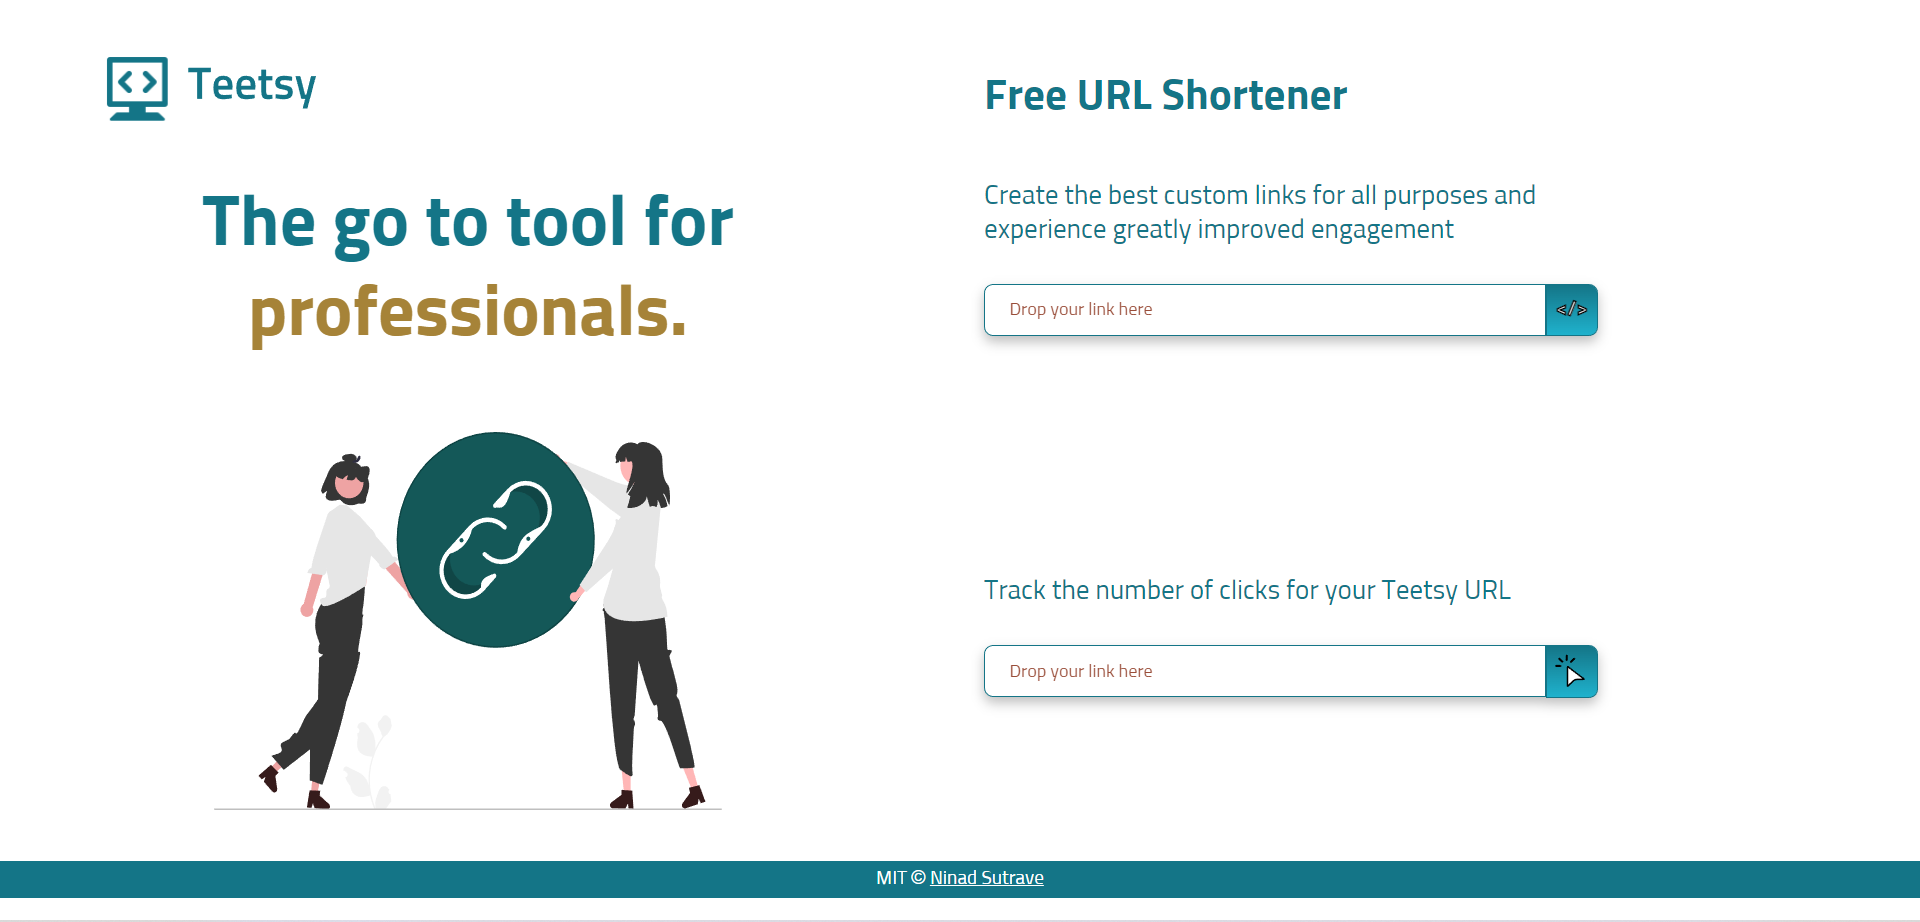 Teetsy
The go to tool for
professionals.
Free URL Shortener
Create the best custom links for all purposes and
experience greatly improved engagement
Drop your link here
</>
Track the number of clicks for your Teetsy URL
Drop your link here
MIT © Ninad Sutrave